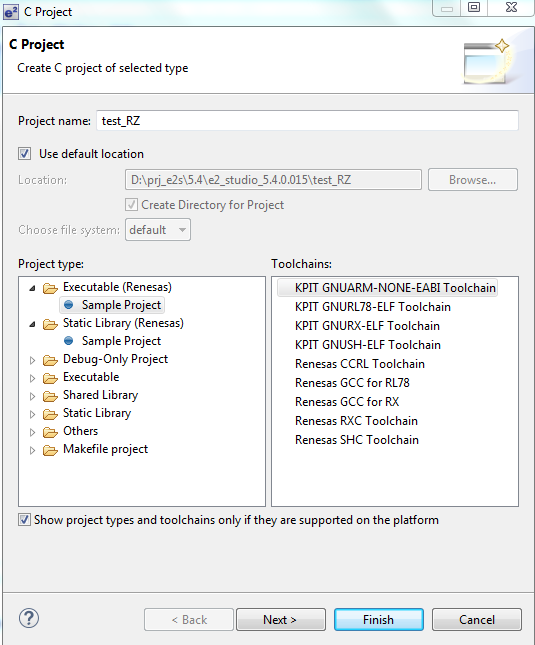 e² C Project
C Project
Create C project of selected type
Project name: test_RZ
Use default location
Location: D:\prj_e2s\5.4\e2_studio_5.4.0.015\test_RZ Browse...
Create Directory for Project
Choose file system: default
Project type:
Executable (Renesas)
Sample Project
Static Library (Renesas)
Sample Project
Debug-Only Project
Executable
Shared Library
Static Library
Others
Makefile project
Toolchains:
KPIT GNUARM-NONE-EABI Toolchain
KPIT GNURL78-ELF Toolchain
KPIT GNURX-ELF Toolchain
KPIT GNUSH-ELF Toolchain
Renesas CCRL Toolchain
Renesas GCC for RL78
Renesas GCC for RX
Renesas RXC Toolchain
Renesas SHC Toolchain
Show project types and toolchains only if they are supported on the platform
? < Back Next > Finish Cancel